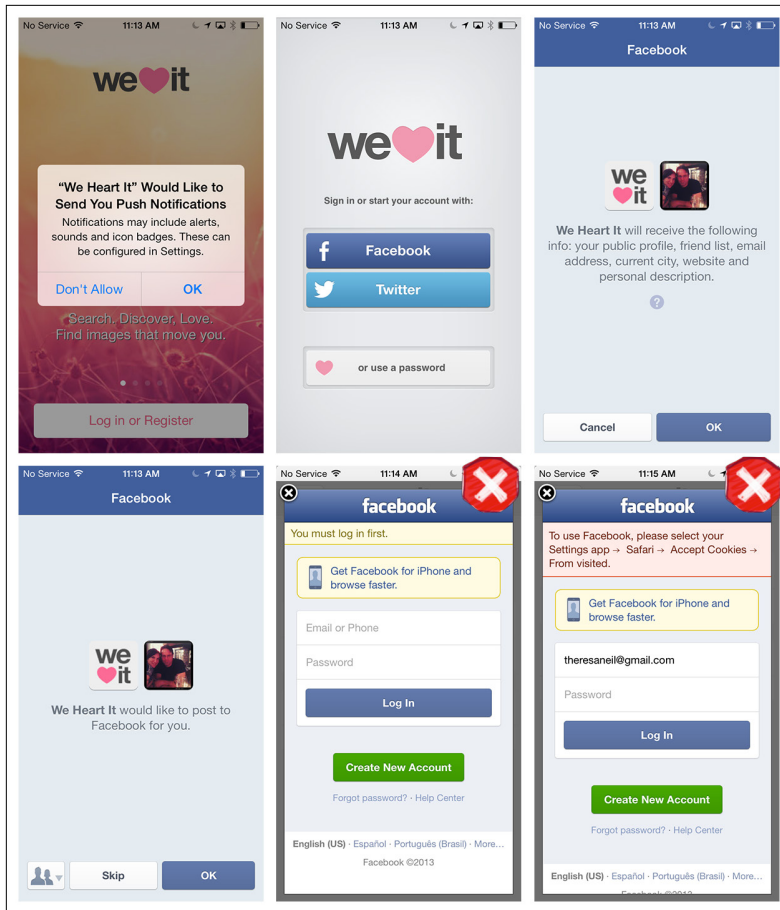 No Service 11:13 AM
we it
“We Heart It” Would Like to
Send You Push Notifications
Notifications may include alerts,
sounds and icon badges. These can
be configured in Settings.
Don't Allow OK
Search. Discover, Love.
Find images that move you.
Log in or Register
No Service 11:13 AM
we it
Sign in or start your account with:
f Facebook
Twitter
or use a password
No Service 11:13 AM
Facebook
we
it
We Heart It will receive the following
info: your public profile, friend list, email
address, current city, website and
personal description.
?
Cancel OK
No Service 11:13 AM
Facebook
we
it
We Heart It would like to post to
Facebook for you.
Skip OK
No Service 11:14 AM
facebook
You must log in first.
Get Facebook for iPhone and
browse faster.
Email or Phone
Password
Log In
Create New Account
Forgot password? · Help Center
English (US) · Español · Português (Brasil) · More...
Facebook ©2013
No Service 11:15 AM
facebook
To use Facebook, please select your
Settings app → Safari → Accept Cookies →
From visited.
Get Facebook for iPhone and
browse faster.
theresaneil@gmail.com
Password
Log In
Create New Account
Forgot password? · Help Center
English (US) · Español · Português (Brasil) · More...
Facebook ©2013